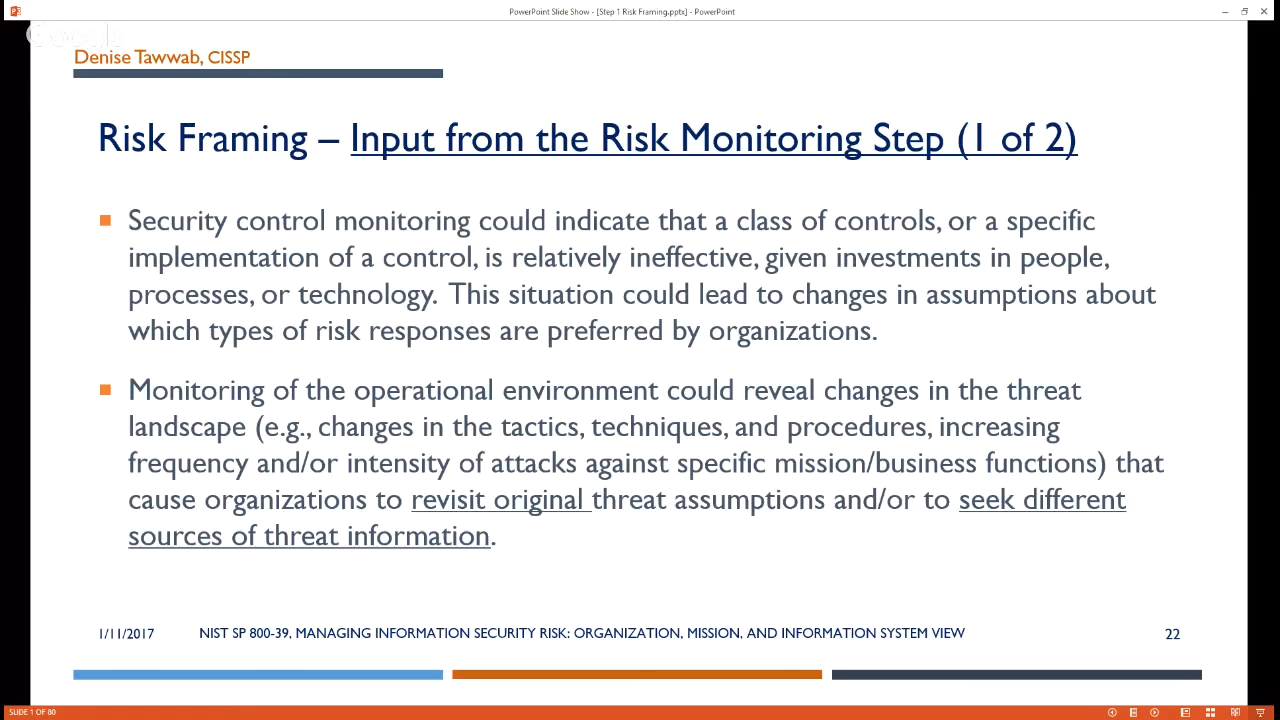 PowerPoint Slide Show - [Step 1 Risk Framing.pptx] - PowerPoint
Denise Tawwab, CISSP
Risk Framing – Input from the Risk Monitoring Step (1 of 2)
Security control monitoring could indicate that a class of controls, or a specific
implementation of a control, is relatively ineffective, given investments in people,
processes, or technology. This situation could lead to changes in assumptions about
which types of risk responses are preferred by organizations.
Monitoring of the operational environment could reveal changes in the threat
landscape (e.g., changes in the tactics, techniques, and procedures, increasing
frequency and/or intensity of attacks against specific mission/business functions) that
cause organizations to revisit original threat assumptions and/or to seek different
sources of threat information.
1/11/2017 NIST SP 800-39, MANAGING INFORMATION SECURITY RISK: ORGANIZATION, MISSION, AND INFORMATION SYSTEM VIEW 22
SLIDE 1 OF 80